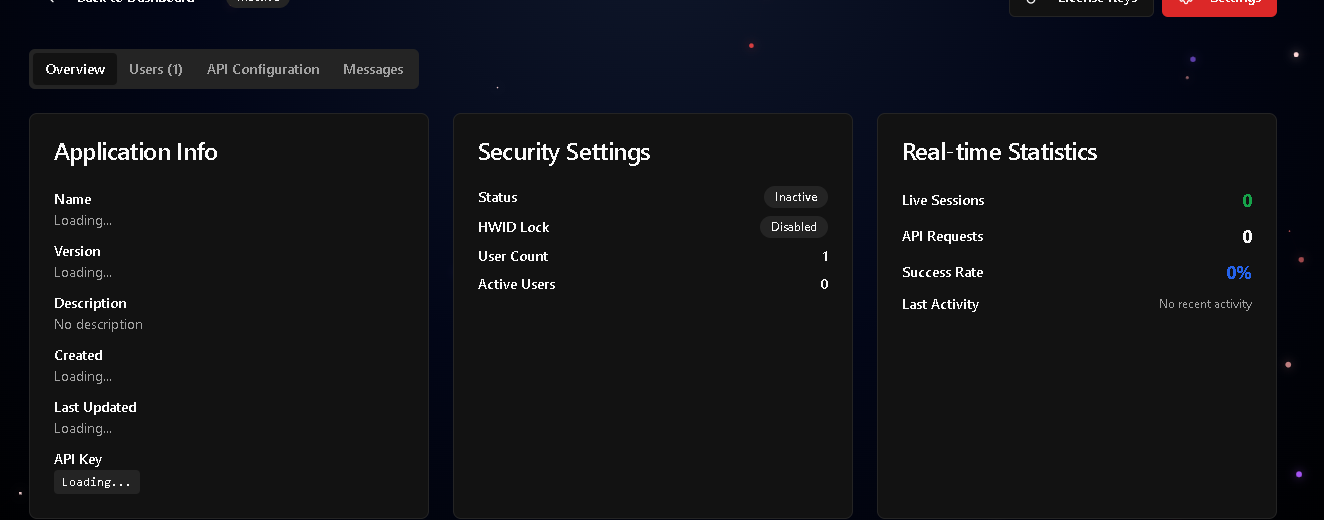 Back to Dashboard
Inactive
License Keys
Settings
Overview
Users (1)
API Configuration
Messages
Application Info
Name
Loading...
Version
Loading...
Description
No description
Created
Loading...
Last Updated
Loading...
API Key
Loading...
Security Settings
Status
Inactive
HWID Lock
Disabled
User Count
1
Active Users
0
Real-time Statistics
Live Sessions
0
API Requests
0
Success Rate
0%
Last Activity
No recent activity